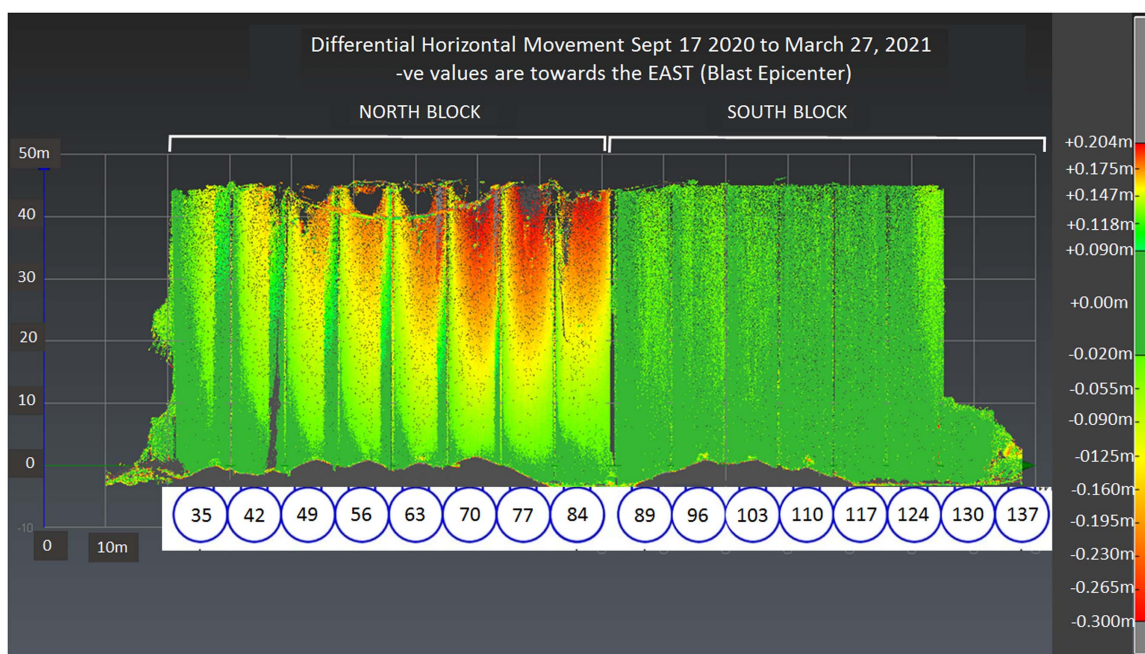 Differential Horizontal Movement Sept 17 2020 to March 27, 2021
-ve values are towards the EAST (Blast Epicenter)
NORTH BLOCK
SOUTH BLOCK
50m
40
30
20
10
0
-10
0
10m
35
42
49
56
63
70
77
84
89
96
103
110
117
124
130
137
+0.204m
+0.175m
+0.147m
+0.118m
+0.090m
+0.00m
-0.020m
-0.055m
-0.090m
-0125m
-0.160m
-0.195m
-0.230m
-0.265m
-0.300m